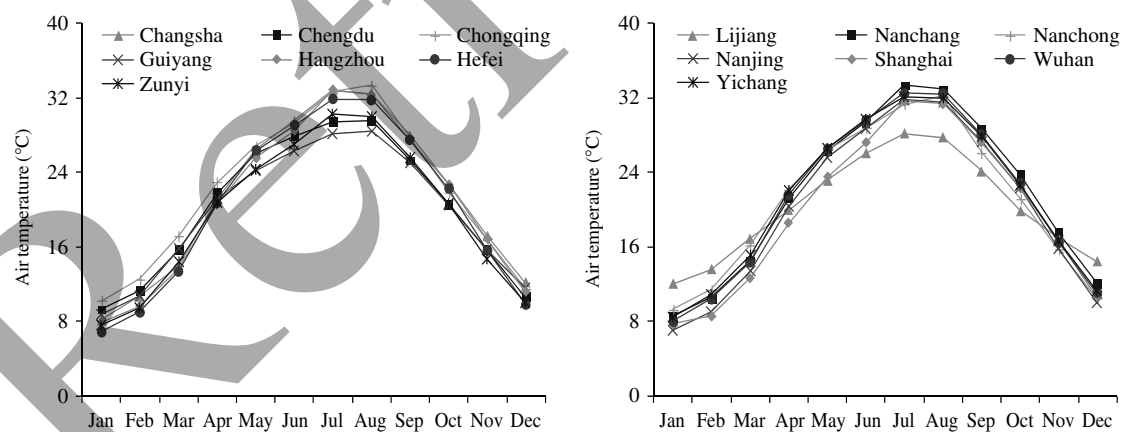 40
32
24
16
8
0
Air temperature (°C)
Changsha Chengdu Chongqing
Guiyang Hangzhou Hefei
Zunyi
Jan Feb Mar Apr May Jun Jul Aug Sep Oct Nov Dec
40
32
24
16
8
0
Air temperature (°C)
Lijiang Nanchang Nanchong
Nanjing Shanghai Wuhan
Yichang
Jan Feb Mar Apr May Jun Jul Aug Sep Oct Nov Dec